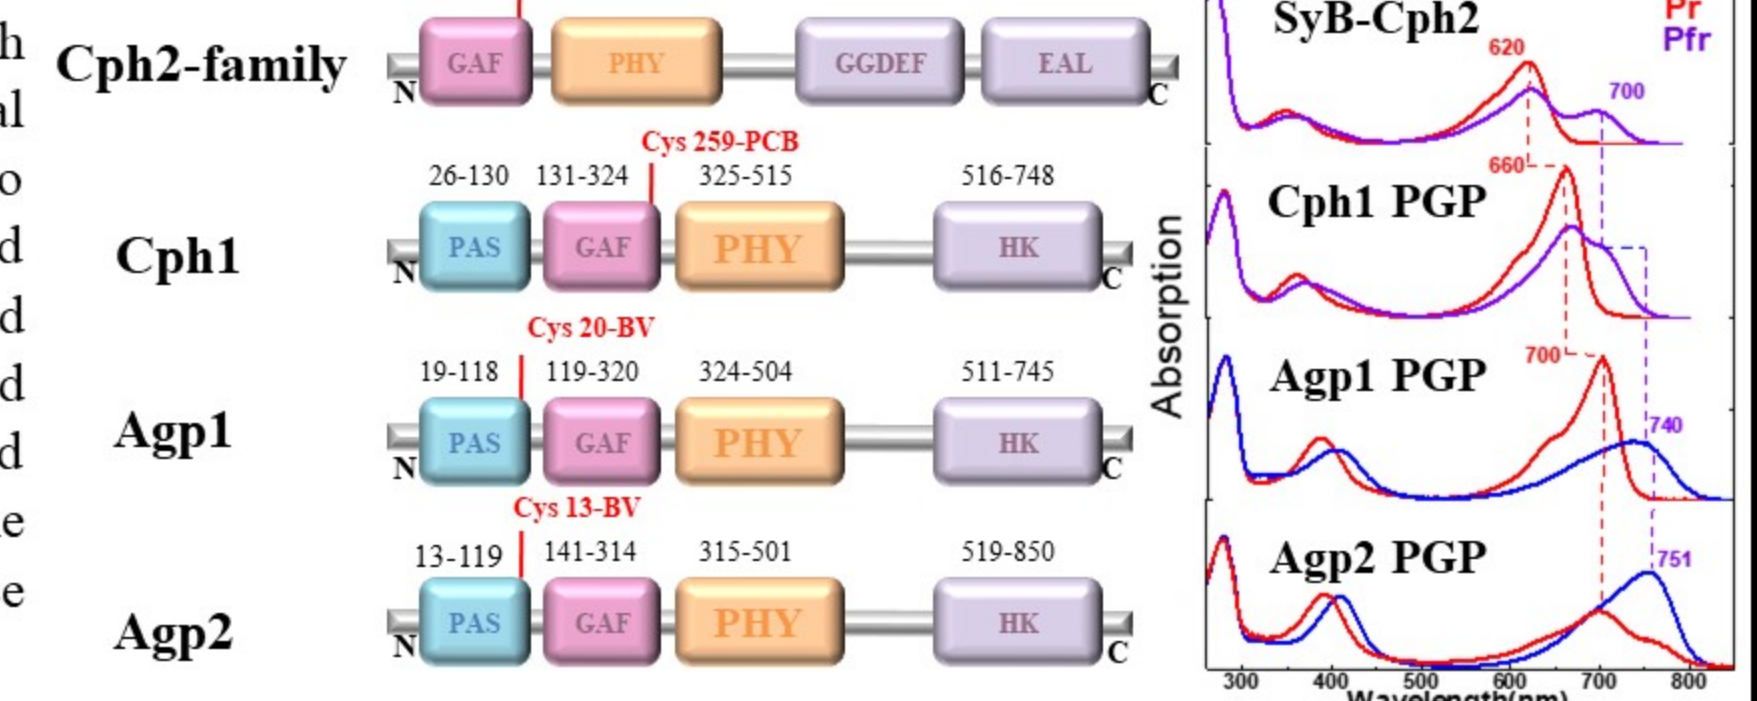 h
al
o
d
d
d
d
e
e
Cph2-family
GAF PHY GGDEF EAL
N C
Cys 259-PCB
26-130 131-324 325-515 516-748
Cph1
PAS GAF PHY HK
N C
Cys 20-BV
19-118 119-320 324-504 511-745
Agp1
PAS GAF PHY HK
N C
Cys 13-BV
13-119 141-314 315-501 519-850
Agp2
PAS GAF PHY HK
N C
Absorption
SyB-Cph2
Pr
Pfr
620
700
660
Cph1 PGP
700
Agp1 PGP
740
Agp2 PGP
751
300 400 500 600 700 800
Wavelength(nm)